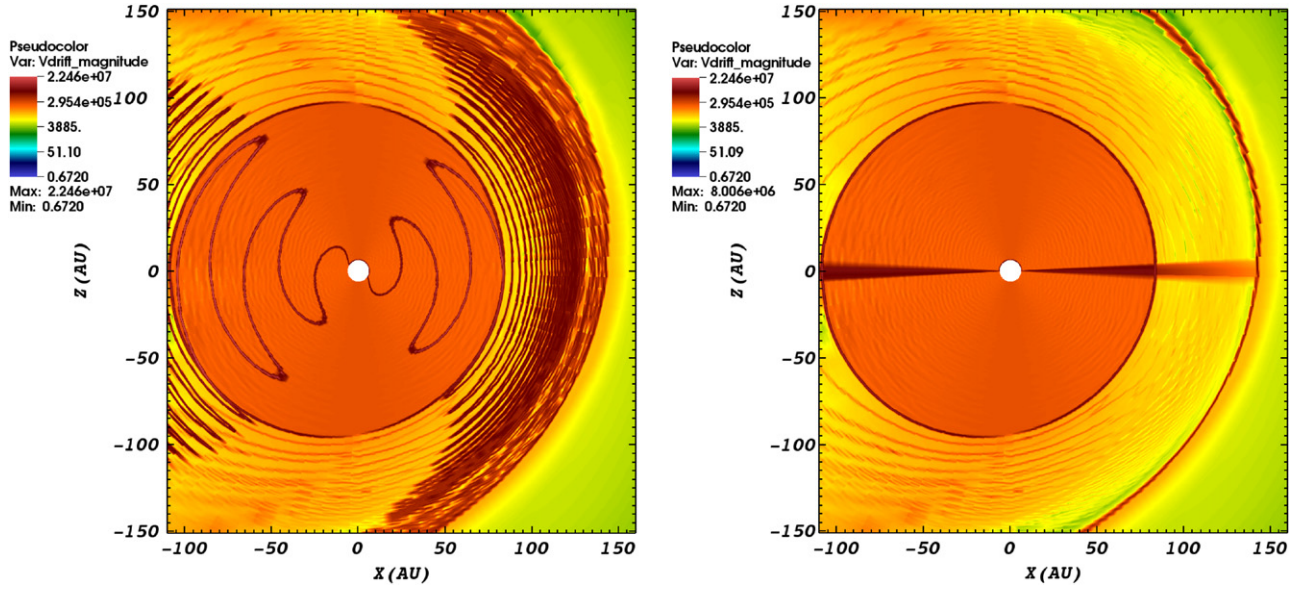 Pseudocolor
Var: Vdrift_magnitude
2.246e+07
2.954e+05
3885.
51.10
0.6720
Max: 2.246e+07
Min: 0.6720
150
100
50
0
-50
-100
-150
Z(AU)
-100 -50 0 50 100 150
X(AU)
Pseudocolor
Var: Vdrift_magnitude
2.246e+07
2.954e+05
3885.
51.09
0.6720
Max: 8.006e+06
Min: 0.6720
150
100
50
0
-50
-100
-150
Z(AU)
-100 -50 0 50 100 150
X(AU)